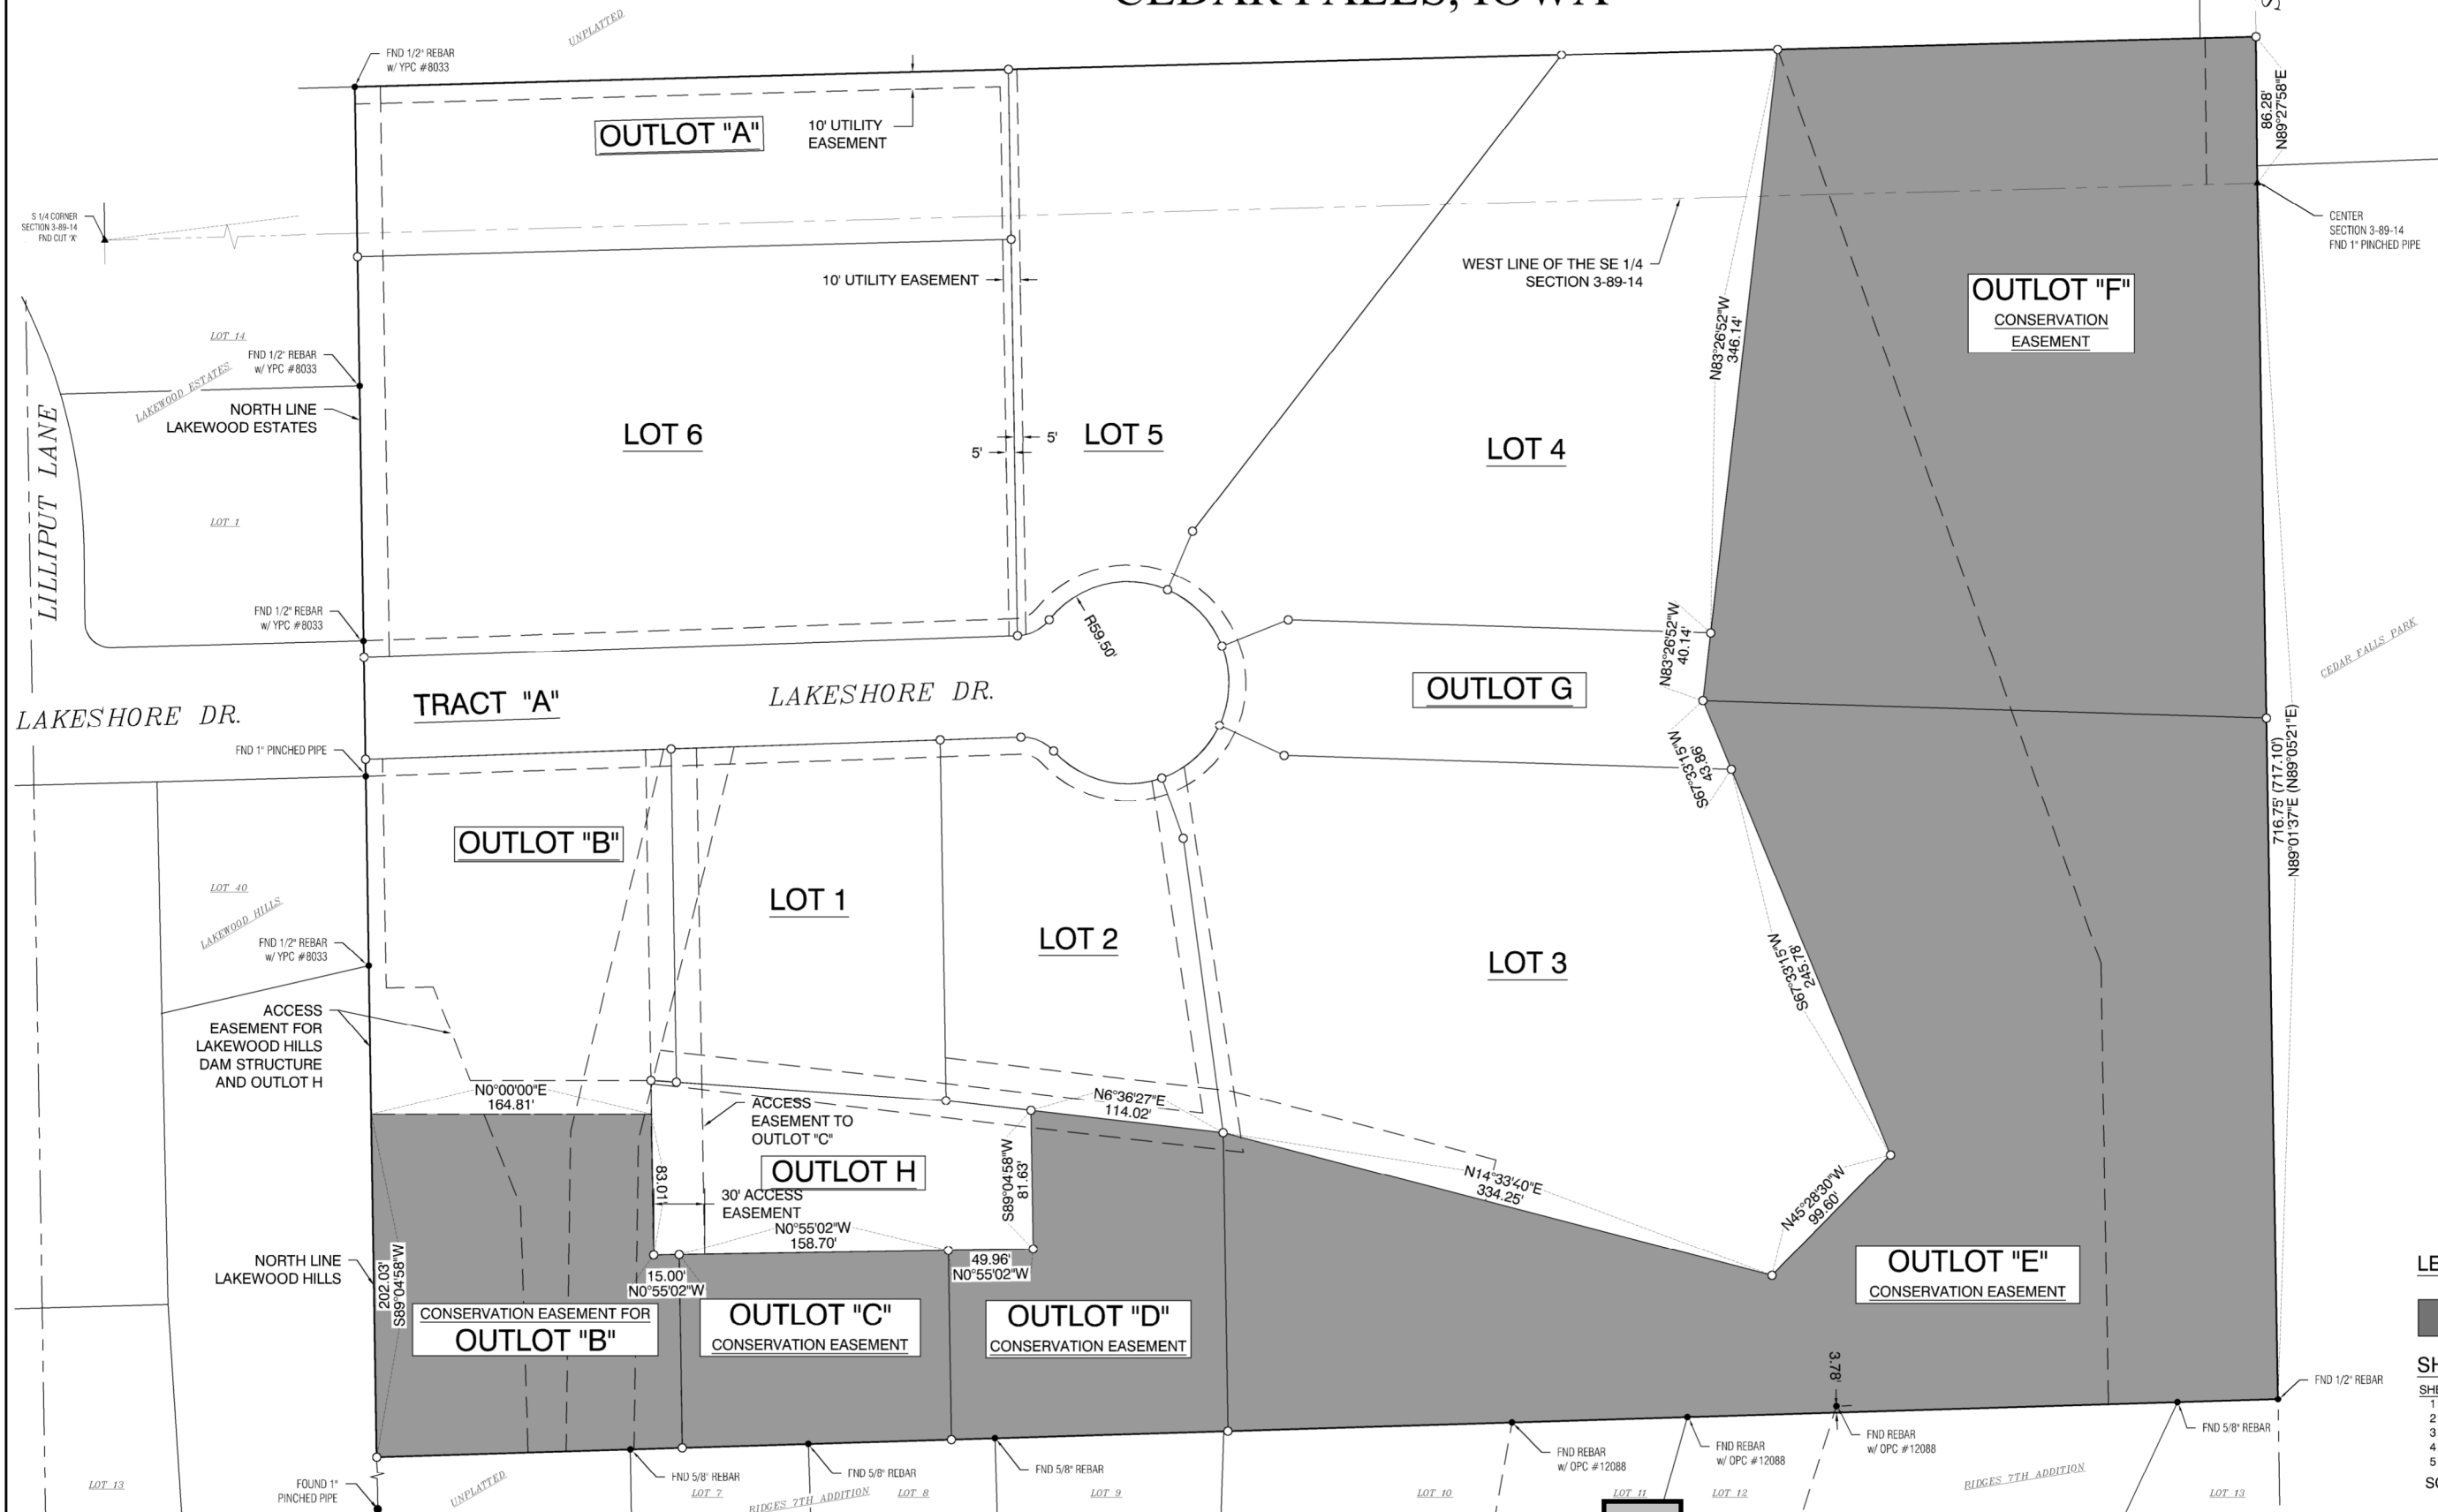 CEDAR FALLS, IOWA
UNPLATTED
FND 1/2" REBAR
w/ YPC #8033
OUTLOT "A"
10' UTILITY
EASEMENT
86.28'
N89°27'58"E
S 1/4 CORNER
SECTION 3-89-14
FND CUT 'X'
CENTER
SECTION 3-89-14
FND 1" PINCHED PIPE
WEST LINE OF THE SE 1/4
SECTION 3-89-14
10' UTILITY EASEMENT
OUTLOT "F"
CONSERVATION
EASEMENT
N83°26'52"W
346.14'
LOT 14
FND 1/2" REBAR
w/ YPC #8033
LAKEWOOD ESTATES
NORTH LINE
LAKEWOOD ESTATES
LILLIPUT LANE
LOT 6
5'
5'
LOT 5
LOT 4
LOT 1
FND 1/2" REBAR
w/ YPC #8033
R59.50'
N83°26'52"W
40.14'
CEDAR FALLS PARK
LAKESHORE DR.
TRACT "A"
LAKESHORE DR.
OUTLOT G
FND 1" PINCHED PIPE
S67°33'15"W
43.86'
716.75' (717.10')
N89°01'37"E (N89°05'21"E)
OUTLOT "B"
LOT 40
LAKEWOOD HILLS
LOT 1
LOT 2
LOT 3
FND 1/2" REBAR
w/ YPC #8033
S67°33'15"W
245.78'
ACCESS
EASEMENT FOR
LAKEWOOD HILLS
DAM STRUCTURE
AND OUTLOT H
N0°00'00"E
164.81'
ACCESS
EASEMENT TO
OUTLOT "C"
N6°36'27"E
114.02'
83.01'
OUTLOT H
S89°04'58"W
81.63'
N14°33'40"E
334.25'
N45°28'30"W
99.60'
30' ACCESS
EASEMENT
N0°55'02"W
158.70'
NORTH LINE
LAKEWOOD HILLS
202.03'
S89°04'58"W
15.00'
N0°55'02"W
49.96'
N0°55'02"W
OUTLOT "E"
CONSERVATION EASEMENT
LE
CONSERVATION EASEMENT FOR
OUTLOT "B"
OUTLOT "C"
CONSERVATION EASEMENT
OUTLOT "D"
CONSERVATION EASEMENT
3.78'
FND 1/2" REBAR
SH
SHE
1
2
3
4
5
SC
FND 5/8" REBAR
FND REBAR
w/ OPC #12088
FND REBAR
w/ OPC #12088
FND REBAR
w/ OPC #12088
FND 5/8" REBAR
FND 5/8" REBAR
FND 5/8" REBAR
LOT 13
FOUND 1"
PINCHED PIPE
UNPLATTED
LOT 7
RIDGES 7TH ADDITION
LOT 8
LOT 9
LOT 10
LOT 11
LOT 12
RIDGES 7TH ADDITION
LOT 13